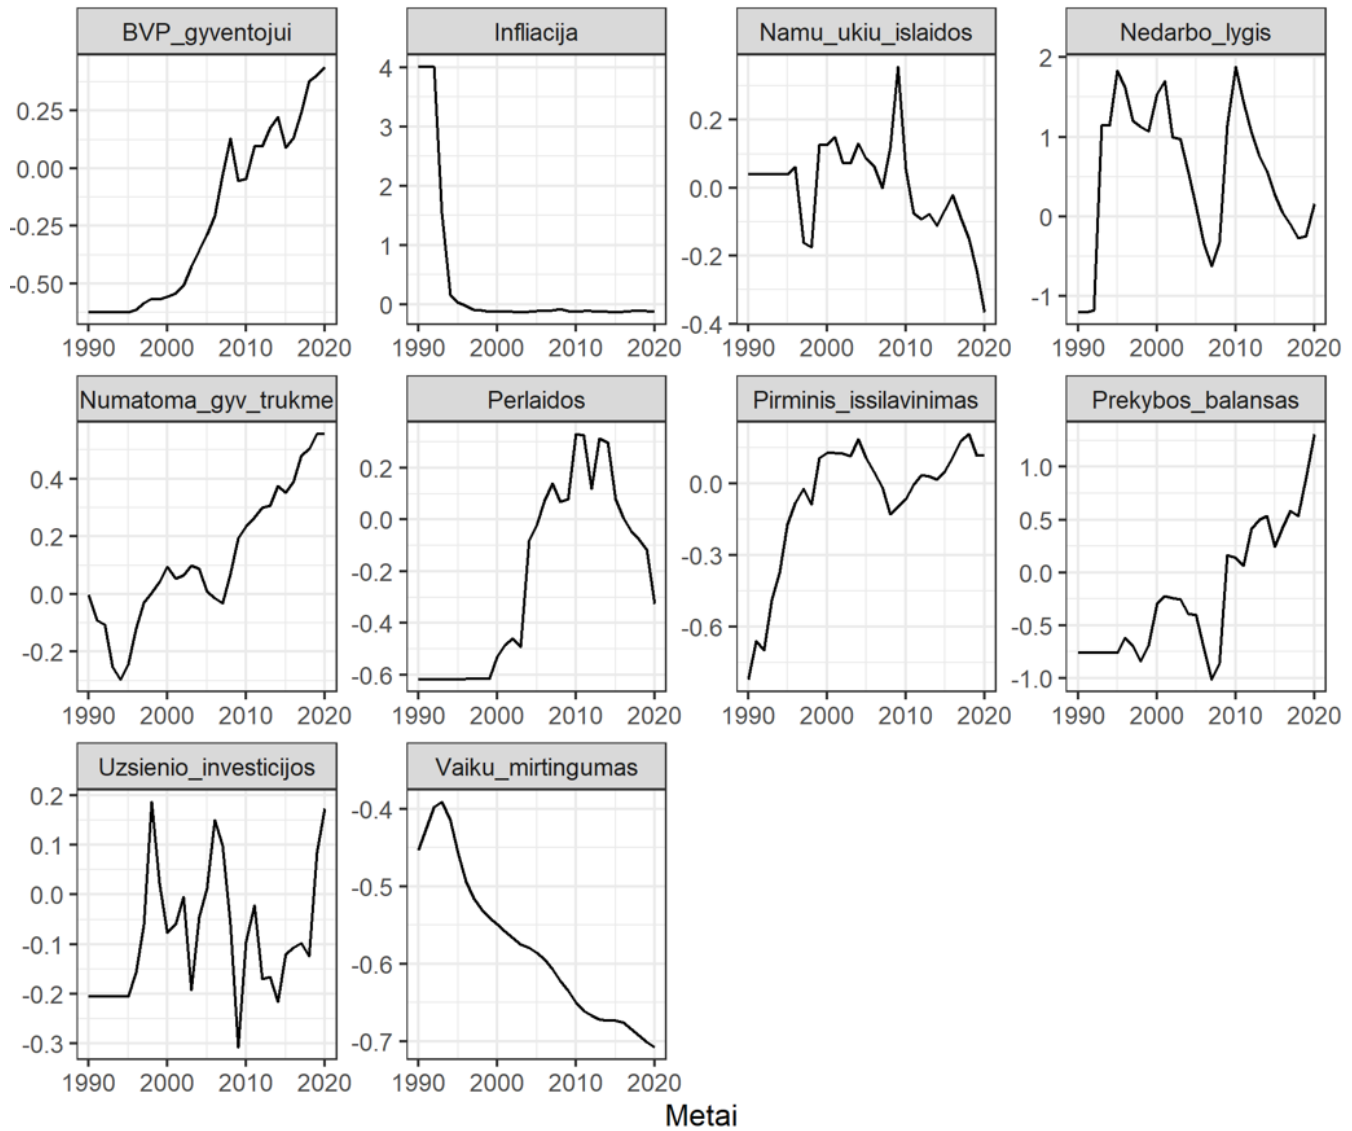 BVP_gyventojui
Infliacija
Namu_ukiu_islaidos
Nedarbo_lygis
0.25
0.00
-0.25
-0.50
4
3
2
1
0
0.2
0.0
-0.2
-0.4
2
1
0
-1
1990 2000 2010 2020
1990 2000 2010 2020
1990 2000 2010 2020
1990 2000 2010 2020
Numatoma_gyv_trukme
Perlaidos
Pirminis_issilavinimas
Prekybos_balansas
0.4
0.2
0.0
-0.2
0.2
0.0
-0.2
-0.4
-0.6
0.0
-0.3
-0.6
1.0
0.5
0.0
-0.5
-1.0
1990 2000 2010 2020
1990 2000 2010 2020
1990 2000 2010 2020
1990 2000 2010 2020
Uzsienio_investicijos
Vaiku_mirtingumas
0.2
0.1
0.0
-0.1
-0.2
-0.3
-0.4
-0.5
-0.6
-0.7
1990 2000 2010 2020
1990 2000 2010 2020
Metai